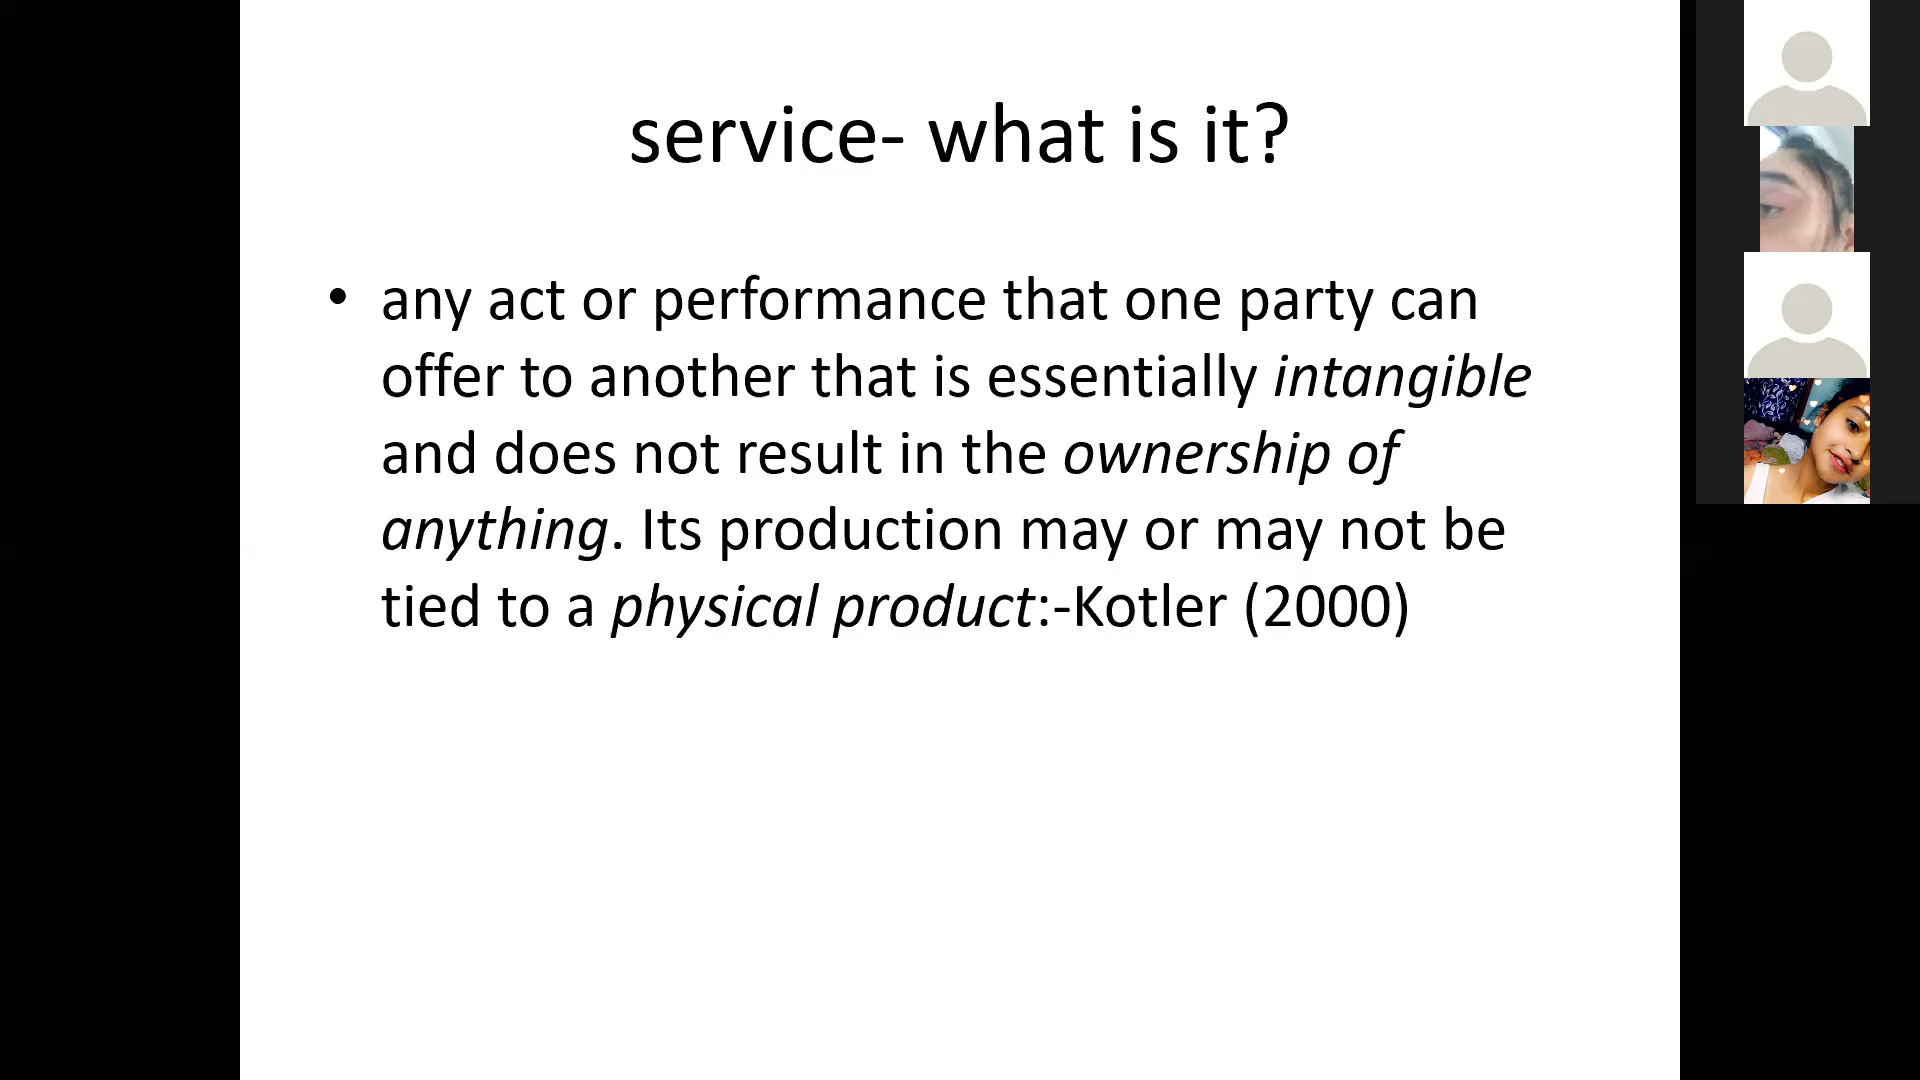 service- what is it?
• any act or performance that one party can
offer to another that is essentially intangible
and does not result in the ownership of
anything. Its production may or may not be
tied to a physical product:-Kotler (2000)